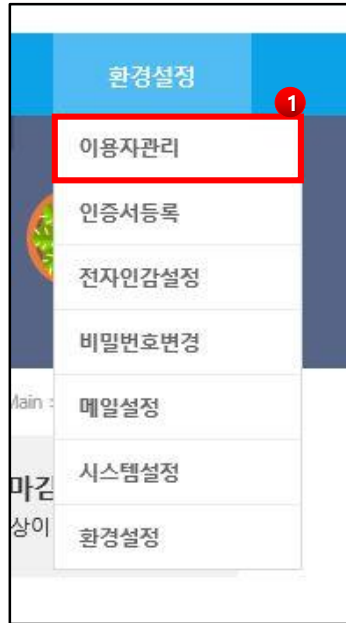 환경설정
1
이용자관리
인증서등록
전자인감설정
비밀번호변경
Main :
메일설정
시스템설정
마감
상이
환경설정